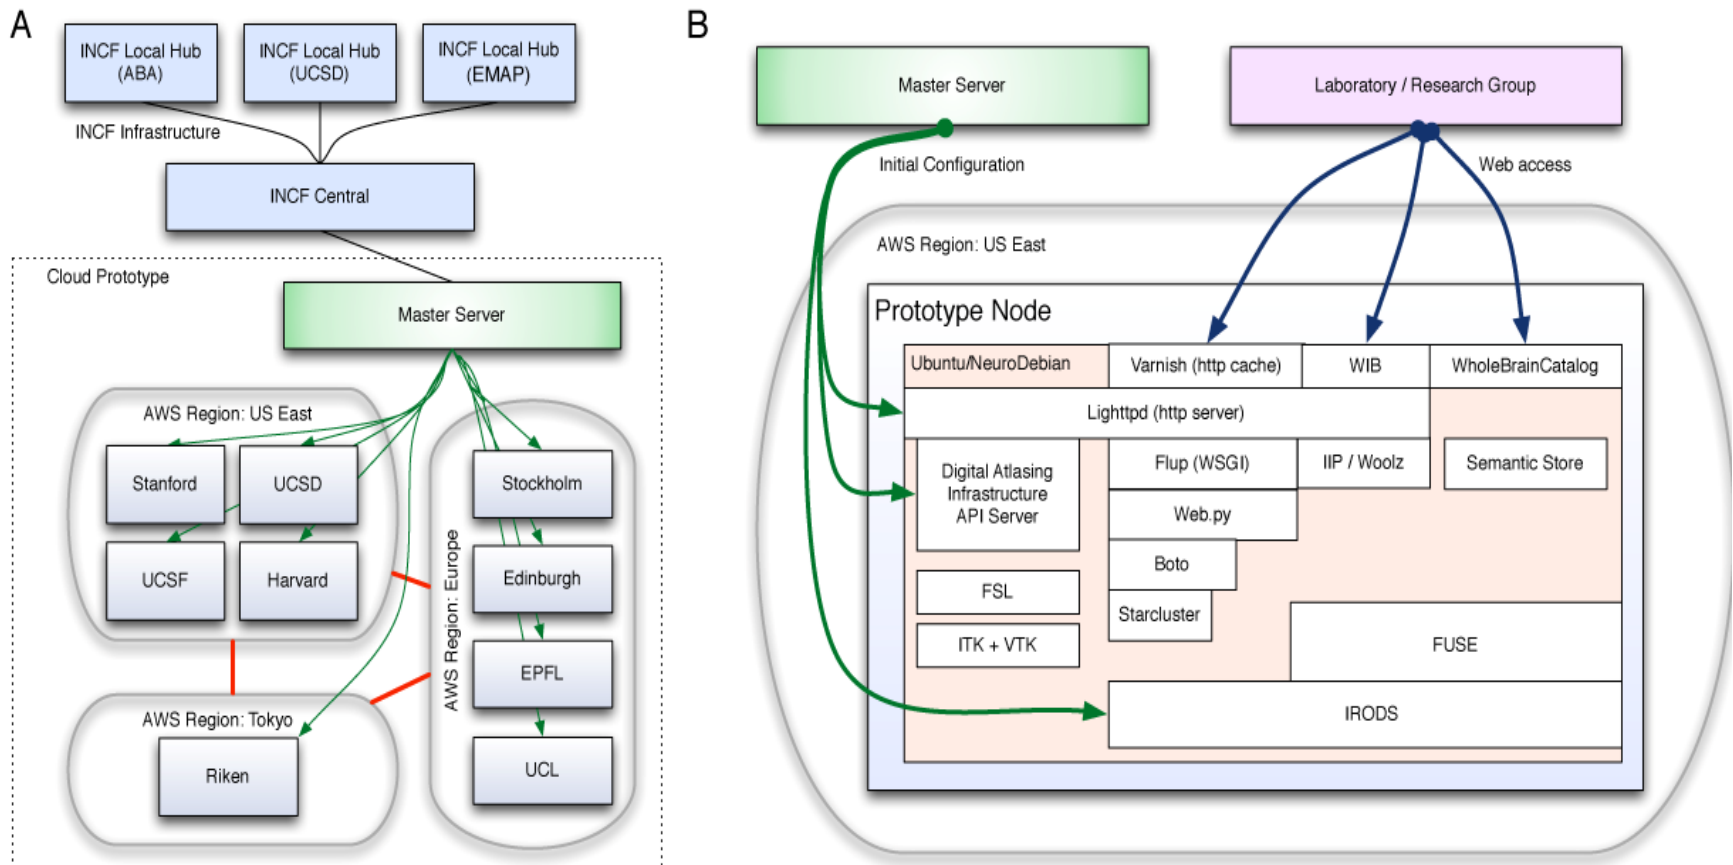 A
INCF Local Hub
(ABA)
INCF Local Hub
(UCSD)
INCF Local Hub
(EMAP)
INCF Infrastructure
INCF Central
Cloud Prototype
Master Server
AWS Region: US East
Stanford
UCSD
UCSF
Harvard
AWS Region: Europe
Stockholm
Edinburgh
EPFL
UCL
AWS Region: Tokyo
Riken
B
Master Server
Laboratory / Research Group
Initial Configuration
Web access
AWS Region: US East
Prototype Node
Ubuntu/NeuroDebian
Varnish (http cache)
WIB
WholeBrainCatalog
Lighttpd (http server)
Digital Atlasing
Infrastructure
API Server
Flup (WSGI)
IIP / Woolz
Semantic Store
Web.py
Boto
FSL
Starcluster
ITK + VTK
FUSE
IRODS